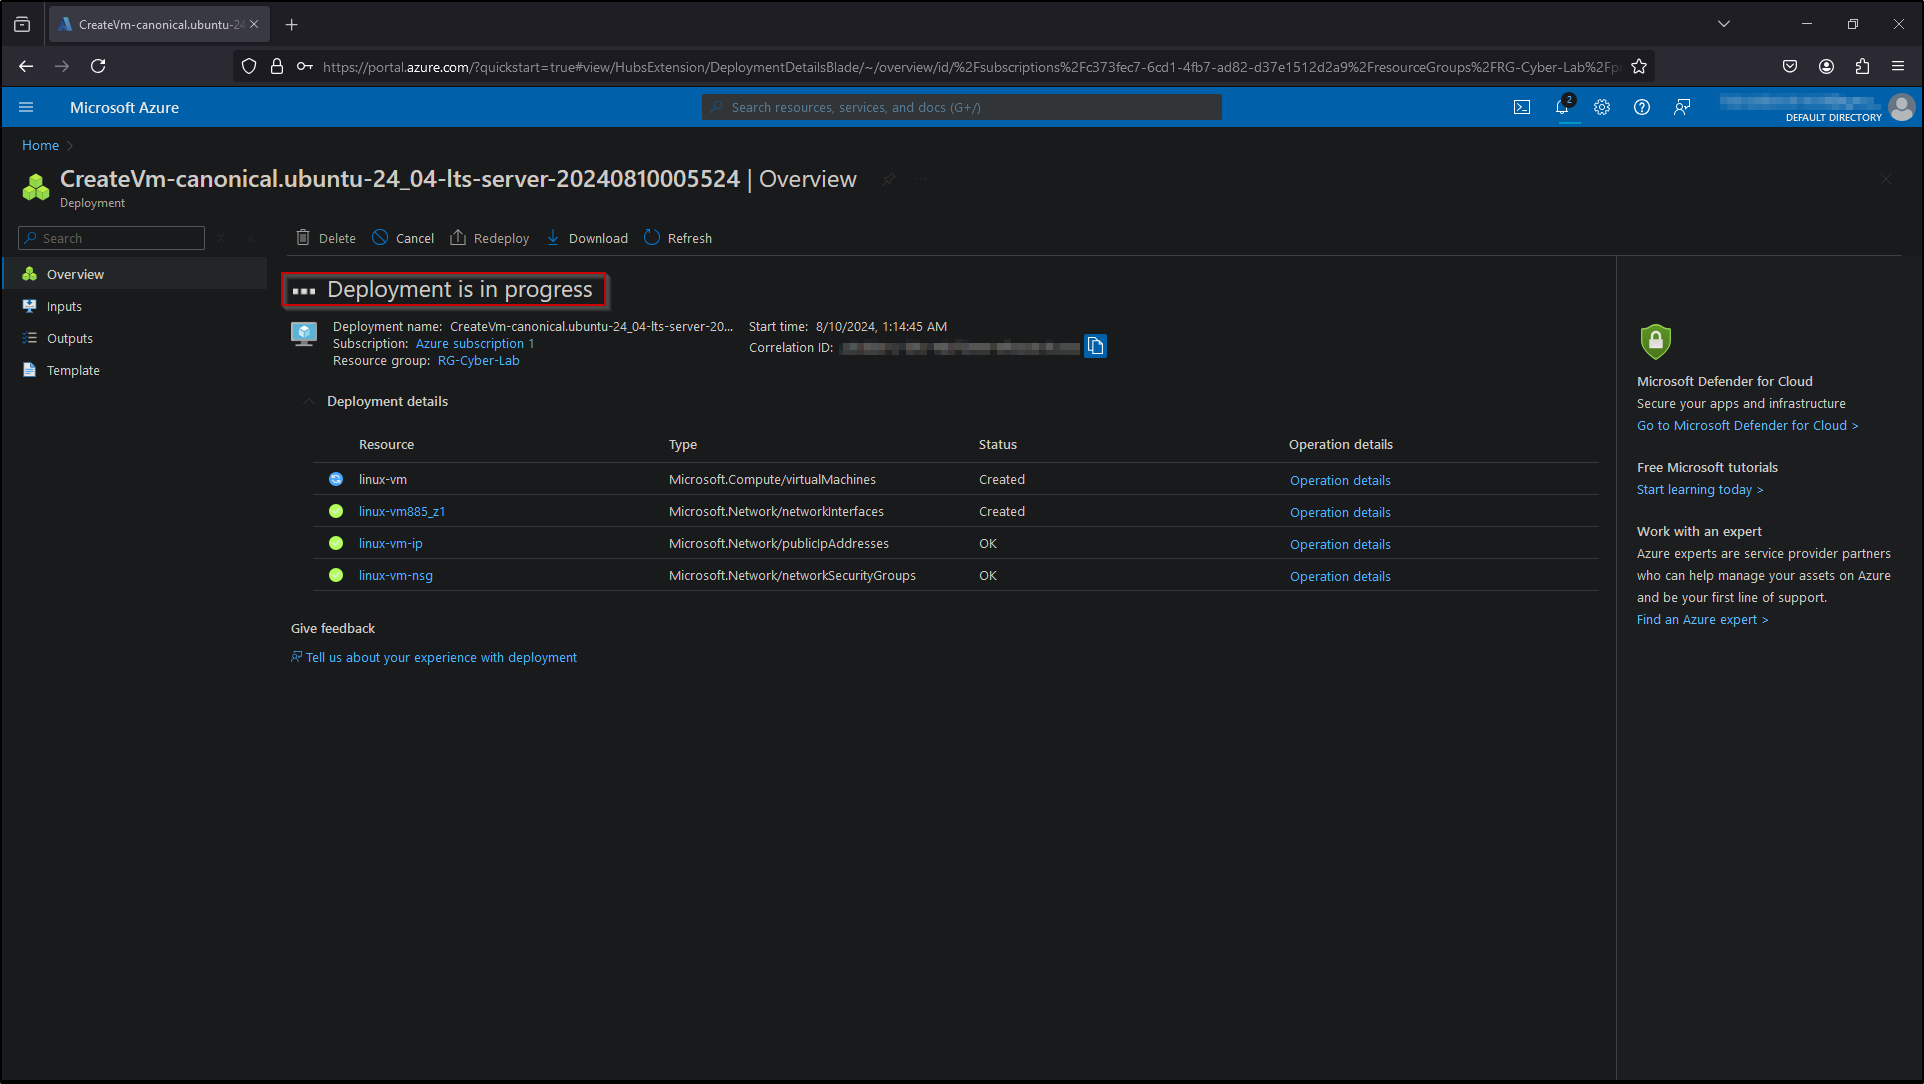 CreateVm-canonical.ubuntu-24
https://portal.azure.com/?quickstart=true#view/HubsExtension/DeploymentDetailsBlade/~/overview/id/%2Fsubscriptions%2Fc373fec7-6cd1-4fb7-ad82-d37e1512d2a9%2FresourceGroups%2FRG-Cyber-Lab%2Fpr
Microsoft Azure
Search resources, services, and docs (G+/)
2
DEFAULT DIRECTORY
Home
CreateVm-canonical.ubuntu-24_04-lts-server-20240810005524 | Overview
Deployment
Search
Delete Cancel Redeploy Download Refresh
Overview
Inputs
Outputs
Template
Deployment is in progress
Deployment name: CreateVm-canonical.ubuntu-24_04-lts-server-20...
Subscription: Azure subscription 1
Resource group: RG-Cyber-Lab
Start time: 8/10/2024, 1:14:45 AM
Correlation ID:
Deployment details
Resource Type Status Operation details
linux-vm Microsoft.Compute/virtualMachines Created Operation details
linux-vm885_z1 Microsoft.Network/networkInterfaces Created Operation details
linux-vm-ip Microsoft.Network/publicIpAddresses OK Operation details
linux-vm-nsg Microsoft.Network/networkSecurityGroups OK Operation details
Give feedback
Tell us about your experience with deployment
Microsoft Defender for Cloud
Secure your apps and infrastructure
Go to Microsoft Defender for Cloud >
Free Microsoft tutorials
Start learning today >
Work with an expert
Azure experts are service provider partners
who can help manage your assets on Azure
and be your first line of support.
Find an Azure expert >